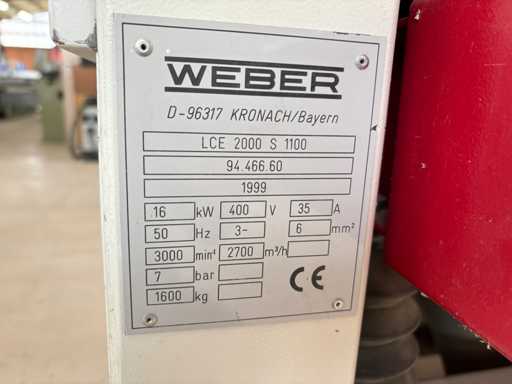 WEBER
D-96317 KRONACH/Bayern
LCE 2000 S 1100
94.466.60
1999
16 kW 400 V 35 A
50 Hz 3~ 6 mm²
3000 min⁻¹ 2700 m³/h
7 bar
1600 kg
CE